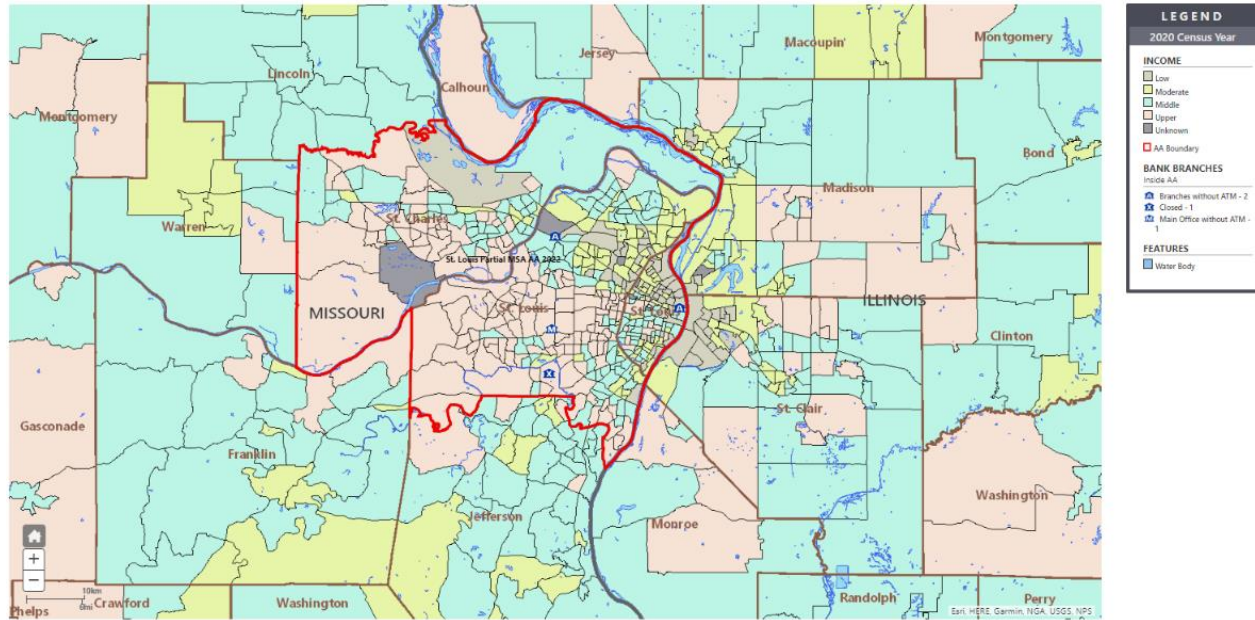 Jersey
Macoupin
Montgomery
Lincoln
Calhoun
Montgomery
Bond
Madison
St. Charles
Warren
St. Louis Partial MSA AA 2022
MISSOURI
St. Louis
St. Louis
ILLINOIS
Clinton
St. Clair
Gasconade
Franklin
Washington
Jefferson
Monroe
+
−
10km
6mi
Phelps
Crawford
Washington
Randolph
Perry
Esri, HERE, Garmin, NGA, USGS, NPS
LEGEND
2020 Census Year
INCOME
Low
Moderate
Middle
Upper
Unknown
AA Boundary
BANK BRANCHES
Inside AA
Branches without ATM - 2
Closed - 1
Main Office without ATM -
1
FEATURES
Water Body